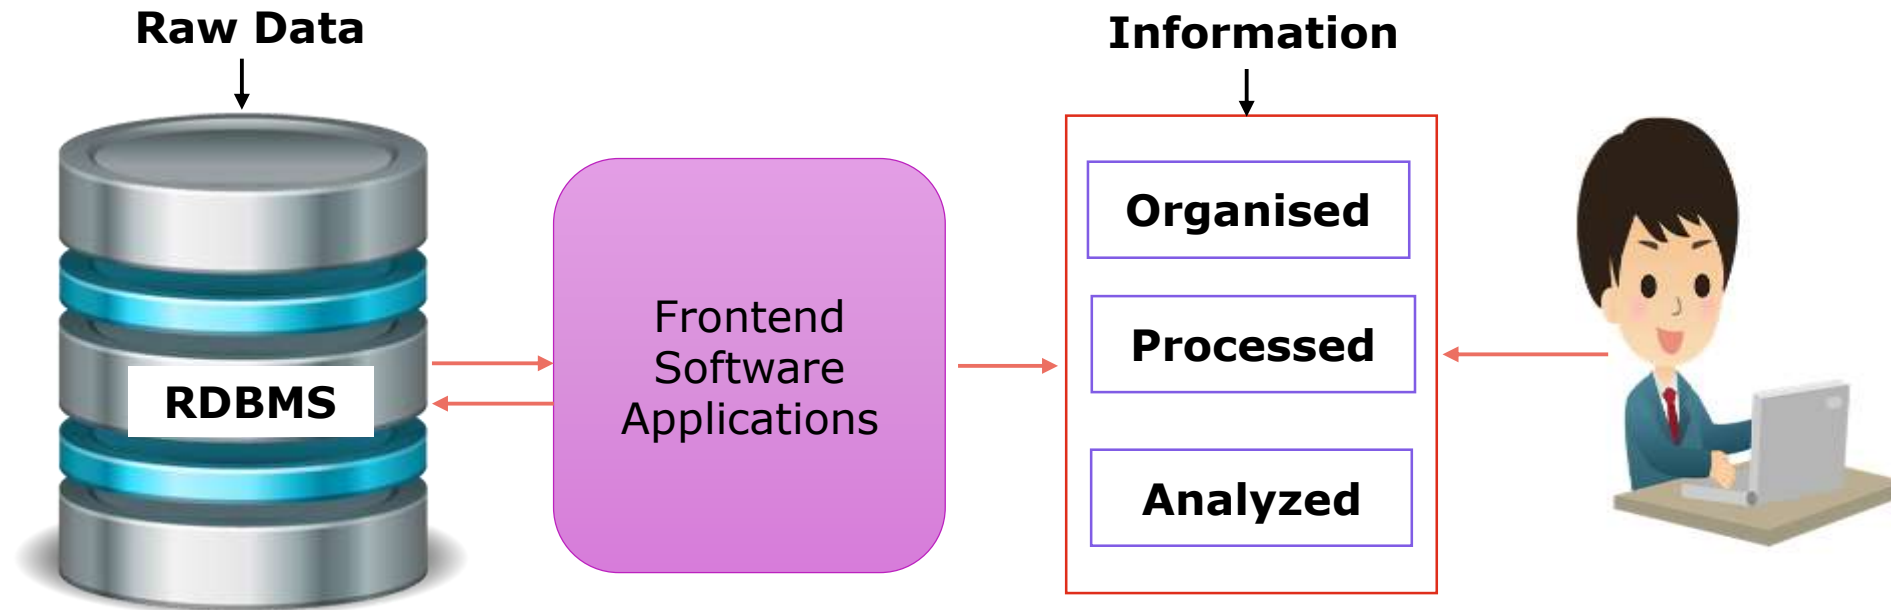 Raw Data
RDBMS
Frontend
Software
Applications
Information
Organised
Processed
Analyzed